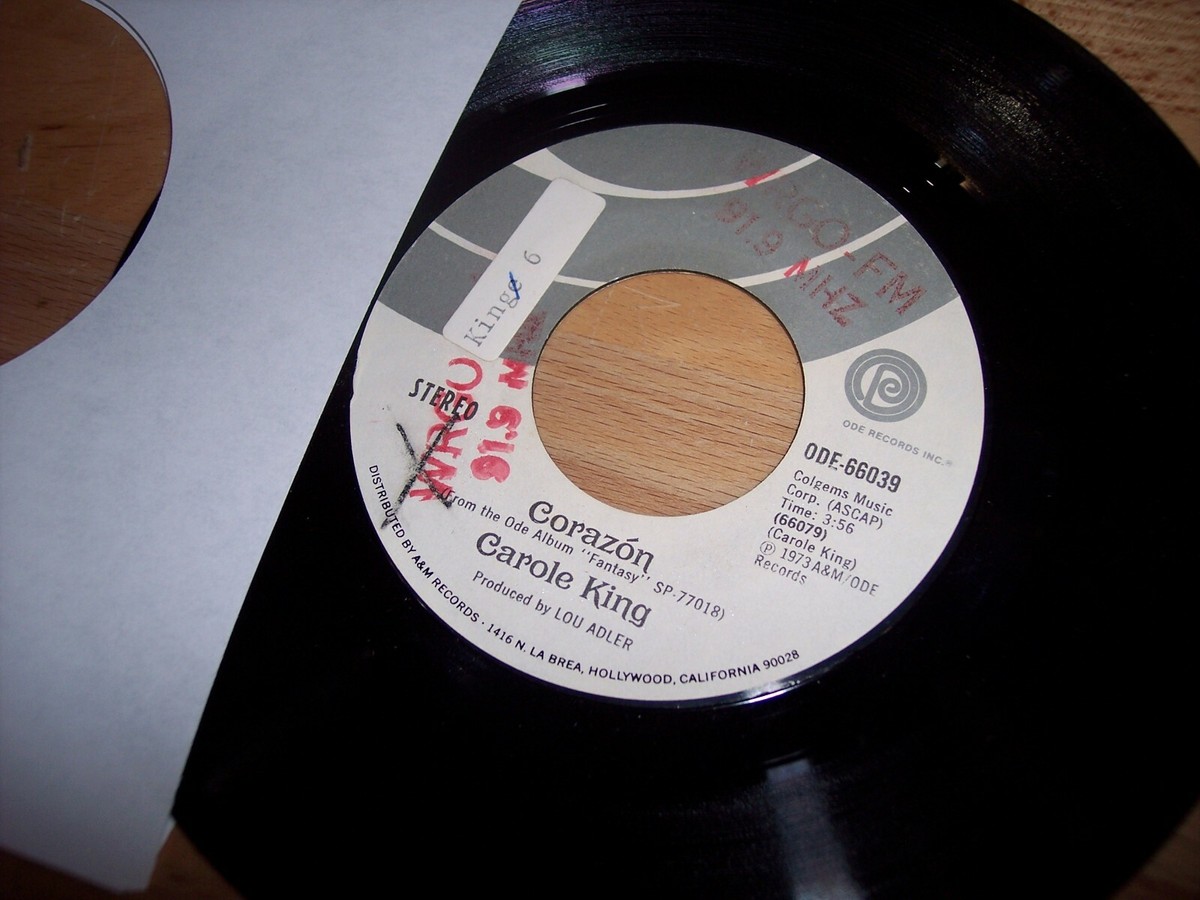 WRGO-FM
91.9 MHZ
Kinge 6
STEREO
WRGO
91.9 M
ODE RECORDS INC.®
ODE-66039
Colgems Music
Corp. (ASCAP)
Time: 3:56
(66079)
(Carole King)
Ⓟ 1973 A&M/ODE
Records
Corazón
(From the Ode Album "Fantasy" SP-77018)
Carole King
Produced by LOU ADLER
DISTRIBUTED BY A&M RECORDS · 1416 N. LA BREA, HOLLYWOOD, CALIFORNIA 90028